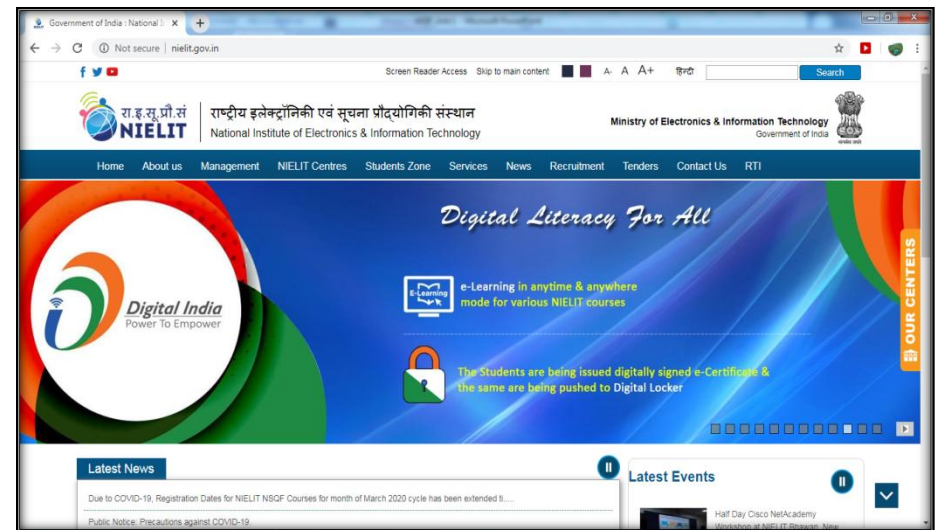 Government of India : National I
Not secure | nielit.gov.in
Screen Reader Access Skip to main content A- A A+ हिन्दी Search
रा.इ.सू.प्रौ.सं
NIELIT
राष्ट्रीय इलेक्ट्रॉनिकी एवं सूचना प्रौद्योगिकी संस्थान
National Institute of Electronics & Information Technology
Ministry of Electronics & Information Technology
Government of India
सत्यमेव जयते
Home About us Management NIELIT Centres Students Zone Services News Recruitment Tenders Contact Us RTI
Digital Literacy For All
E-Learning
e-Learning in anytime & anywhere
mode for various NIELIT courses
Digital India
Power To Empower
The Students are being issued digitally signed e-Certificate &
the same are being pushed to Digital Locker
OUR CENTERS
Latest News
Due to COVID-19, Registration Dates for NIELIT NSQF Courses for month of March 2020 cycle has been extended ti.....
Public Notice: Precautions against COVID-19
Latest Events
Half Day Cisco NetAcademy
Workshop at NIELIT Bhawan, New